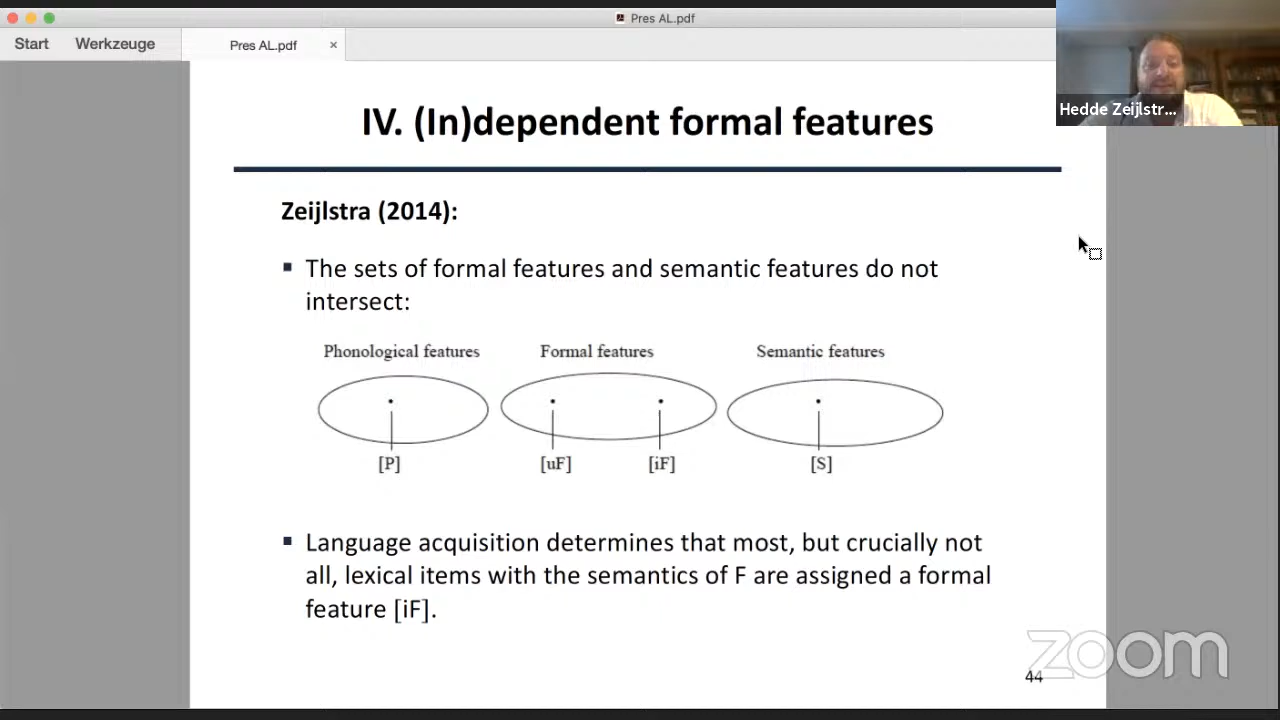 Pres AL.pdf
Start Werkzeuge Pres AL.pdf ×
Hedde Zeijlstr...
IV. (In)dependent formal features
Zeijlstra (2014):
▪ The sets of formal features and semantic features do not
intersect:
Phonological features Formal features Semantic features
[P] [uF] [iF] [S]
▪ Language acquisition determines that most, but crucially not
all, lexical items with the semantics of F are assigned a formal
feature [iF].
zoom
44